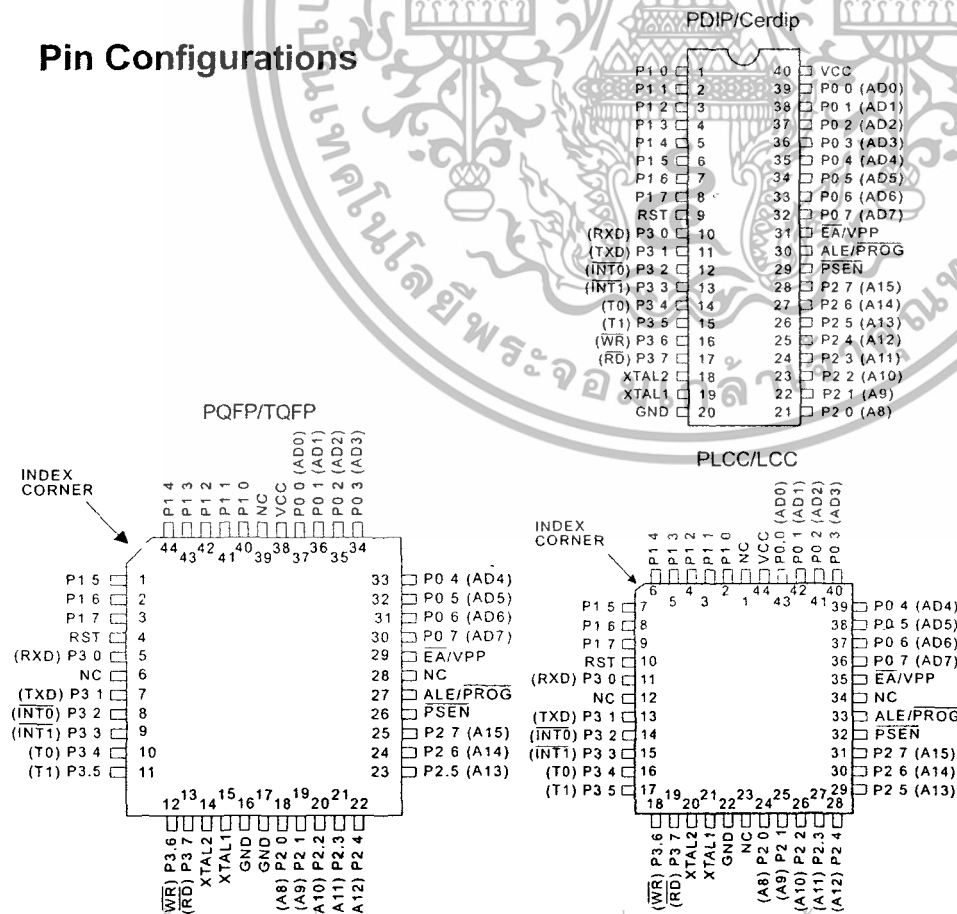 Pin Configurations
PDIP/Cerdip
P1 0 1 40 VCC
P1 1 2 39 P0 0 (AD0)
P1 2 3 38 P0 1 (AD1)
P1 3 4 37 P0 2 (AD2)
P1 4 5 36 P0 3 (AD3)
P1 5 6 35 P0 4 (AD4)
P1 6 7 34 P0 5 (AD5)
P1 7 8 33 P0 6 (AD6)
RST 9 32 P0 7 (AD7)
(RXD) P3 0 10 31 EA/VPP
(TXD) P3 1 11 30 ALE/PROG
(INT0) P3 2 12 29 PSEN
(INT1) P3 3 13 28 P2 7 (A15)
(T0) P3 4 14 27 P2 6 (A14)
(T1) P3 5 15 26 P2 5 (A13)
(WR) P3 6 16 25 P2 4 (A12)
(RD) P3 7 17 24 P2 3 (A11)
XTAL2 18 23 P2 2 (A10)
XTAL1 19 22 P2 1 (A9)
GND 20 21 P2 0 (A8)
PQFP/TQFP
INDEX
CORNER
P1 4 P1 3 P1 2 P1 1 P1 0 NC VCC P0 0 (AD0) P0 1 (AD1) P0 2 (AD2) P0 3 (AD3)
44 43 42 41 40 39 38 37 36 35 34
P1 5 1 33 P0 4 (AD4)
P1 6 2 32 P0 5 (AD5)
P1 7 3 31 P0 6 (AD6)
RST 4 30 P0 7 (AD7)
(RXD) P3 0 5 29 EA/VPP
NC 6 28 NC
(TXD) P3 1 7 27 ALE/PROG
(INT0) P3 2 8 26 PSEN
(INT1) P3 3 9 25 P2 7 (A15)
(T0) P3 4 10 24 P2 6 (A14)
(T1) P3.5 11 23 P2.5 (A13)
12 13 14 15 16 17 18 19 20 21 22
(WR) P3.6 (RD) P3 7 XTAL2 XTAL1 GND GND (A8) P2 0 (A9) P2 1 A10) P2.2 A11) P2.3 A12) P2 4
PLCC/LCC
INDEX
CORNER
P1 4 P1 3 P1 2 P1 1 P1 0 NC VCC P0.0 (AD0) P0 1 (AD1) P0 2 (AD2) P0 3 (AD3)
6 5 4 3 2 1 44 43 42 41 40
P1 5 7 39 P0 4 (AD4)
P1 6 8 38 P0.5 (AD5)
P1 7 9 37 P0 6 (AD6)
RST 10 36 P0 7 (AD7)
(RXD) P3 0 11 35 EA/VPP
NC 12 34 NC
(TXD) P3 1 13 33 ALE/PROG
(INT0) P3 2 14 32 PSEN
(INT1) P3 3 15 31 P2 7 (A15)
(T0) P3 4 16 30 P2 6 (A14)
(T1) P3 5 17 29 P2 5 (A13)
18 19 20 21 22 23 24 25 26 27 28
(WR) P3.6 (RD) P3 7 XTAL2 XTAL1 GND NC (A8) P2 0 (A9) P2 1 (A10) P2 2 (A11) P2.3 (A12) P2 4